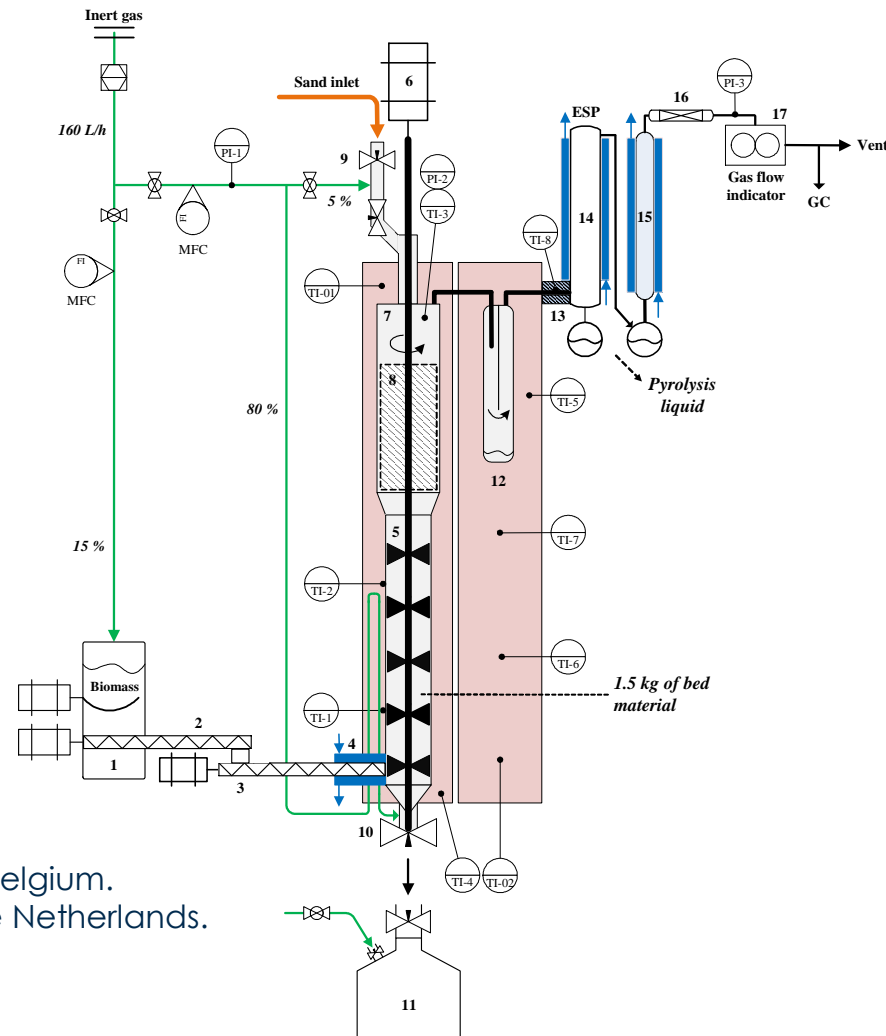 Inert gas
6
Sand inlet
16
PI-3
17
ESP
160 L/h
PI-1
9
PI-2
Vent
5 %
TI-3
Gas flow
indicator
GC
FI
MFC
14
15
TI-8
FI
MFC
TI-01
7
13
8
Pyrolysis
liquid
TI-5
80 %
12
5
TI-7
15 %
TI-2
TI-6
Biomass
1.5 kg of bed
material
TI-1
2
4
1
3
10
TI-4
TI-02
elgium.
e Netherlands.
11